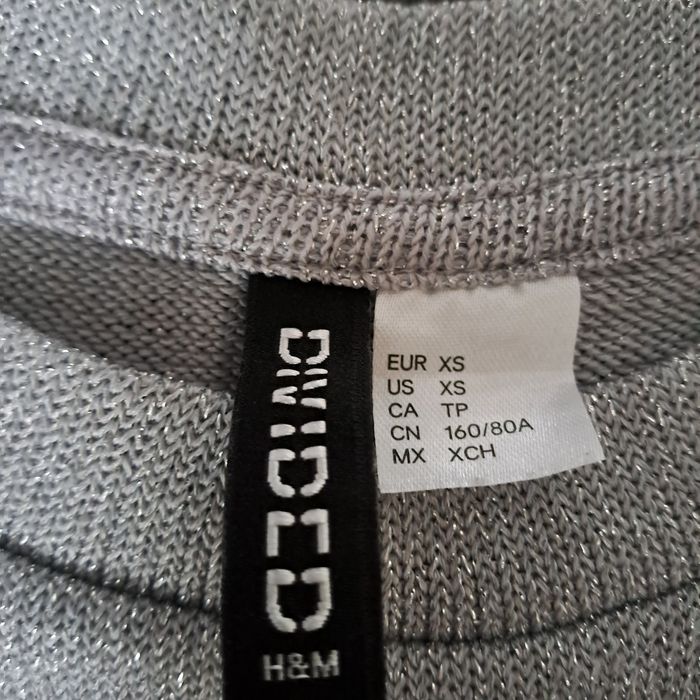 DIVIDED
H&M
EUR XS
US XS
CA TP
CN 160/80A
MX XCH